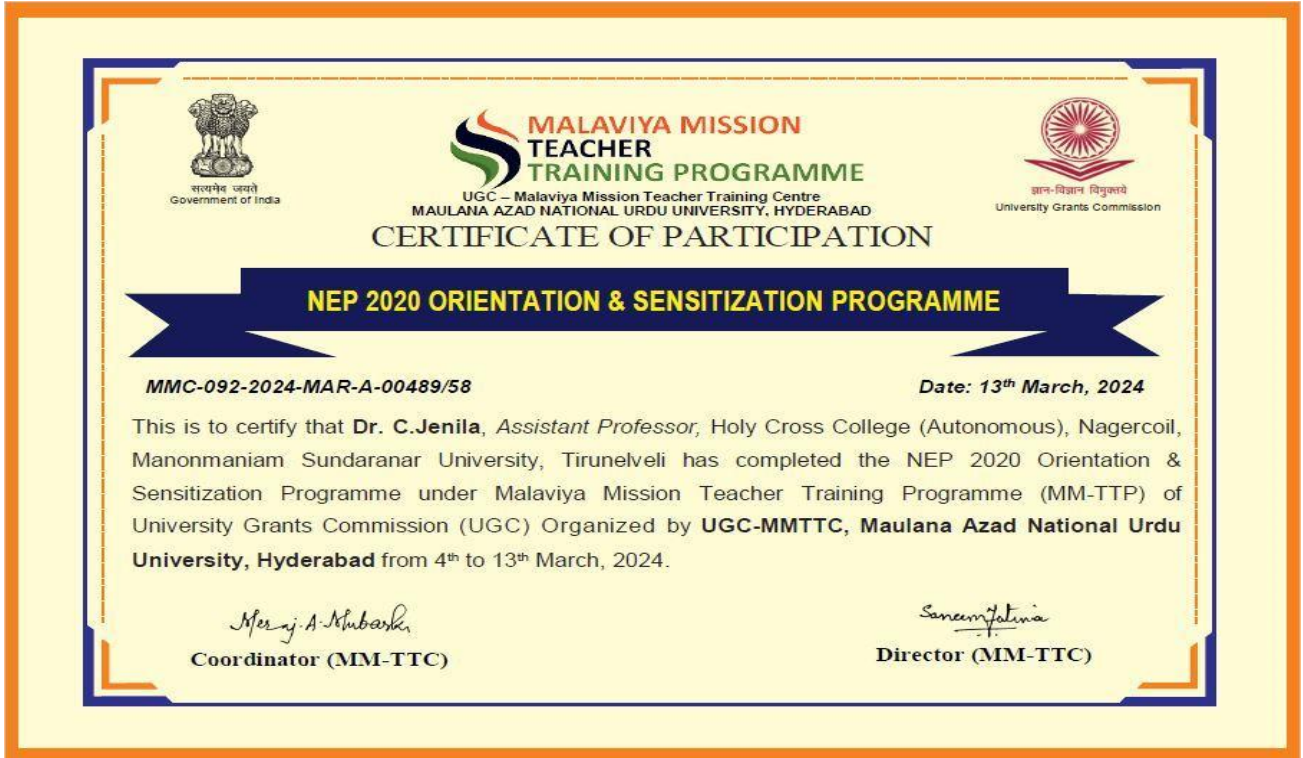 MALAVIYA MISSION
TEACHER
TRAINING PROGRAMME
सत्यमेव जयते
Government of India
ज्ञान-विज्ञान विमुक्तये
University Grants Commission
UGC – Malaviya Mission Teacher Training Centre
MAULANA AZAD NATIONAL URDU UNIVERSITY, HYDERABAD
CERTIFICATE OF PARTICIPATION
NEP 2020 ORIENTATION & SENSITIZATION PROGRAMME
MMC-092-2024-MAR-A-00489/58
Date: 13th March, 2024
This is to certify that Dr. C.Jenila, Assistant Professor, Holy Cross College (Autonomous), Nagercoil,
Manonmaniam Sundaranar University, Tirunelveli has completed the NEP 2020 Orientation &
Sensitization Programme under Malaviya Mission Teacher Training Programme (MM-TTP) of
University Grants Commission (UGC) Organized by UGC-MMTTC, Maulana Azad National Urdu
University, Hyderabad from 4th to 13th March, 2024.
Coordinator (MM-TTC)
Director (MM-TTC)